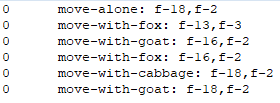 0 move-alone: f-18,f-2
0 move-with-fox: f-13,f-3
0 move-with-goat: f-16,f-2
0 move-with-fox: f-16,f-2
0 move-with-cabbage: f-18,f-2
0 move-with-goat: f-18,f-2